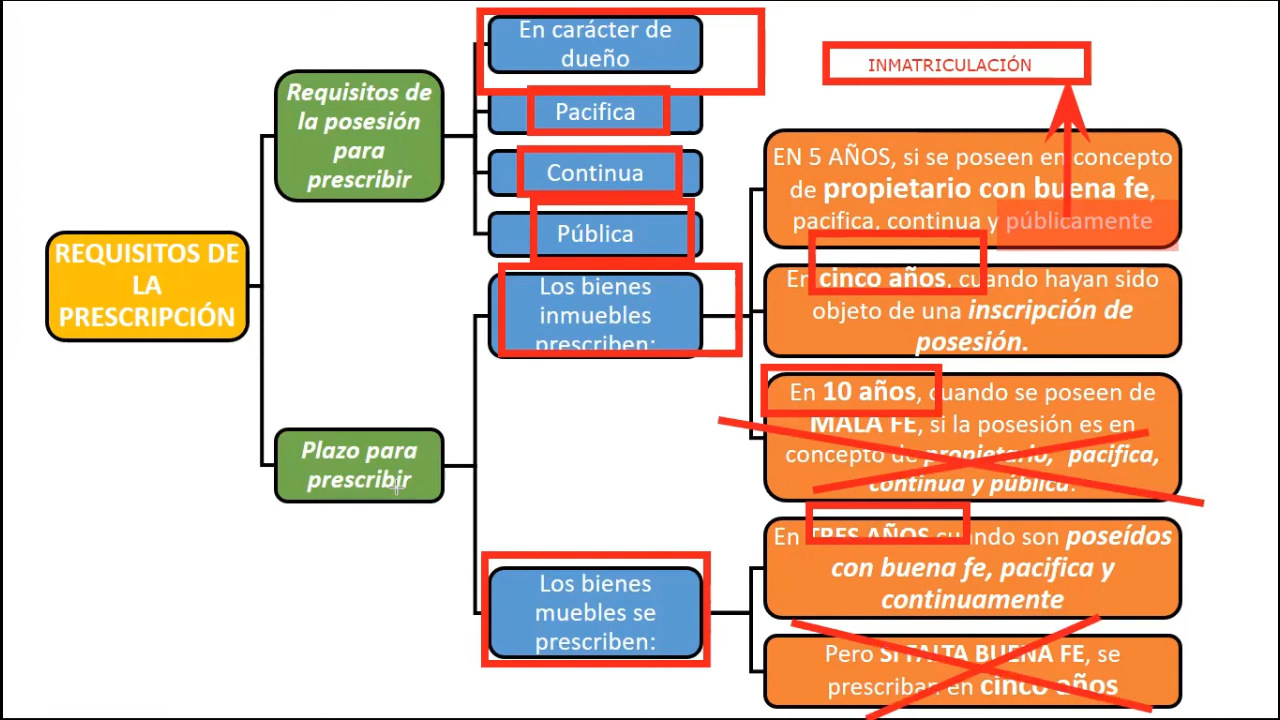 En carácter de
dueño
INMATRICULACIÓN
Requisitos de
la posesión
para
prescribir
Pacifica
Continua
Pública
EN 5 AÑOS, si se poseen en concepto
de propietario con buena fe,
pacifica, continua y públicamente
REQUISITOS DE
LA
PRESCRIPCIÓN
Los bienes
inmuebles
prescriben:
En cinco años, cuando hayan sido
objeto de una inscripción de
posesión.
En 10 años, cuando se poseen de
MALA FE, si la posesión es en
concepto de propietario, pacifica,
continua y pública.
Plazo para
prescribir
En TRES AÑOS cuando son poseídos
con buena fe, pacifica y
continuamente
Los bienes
muebles se
prescriben:
Pero SI FALTA BUENA FE, se
prescriban en cinco años